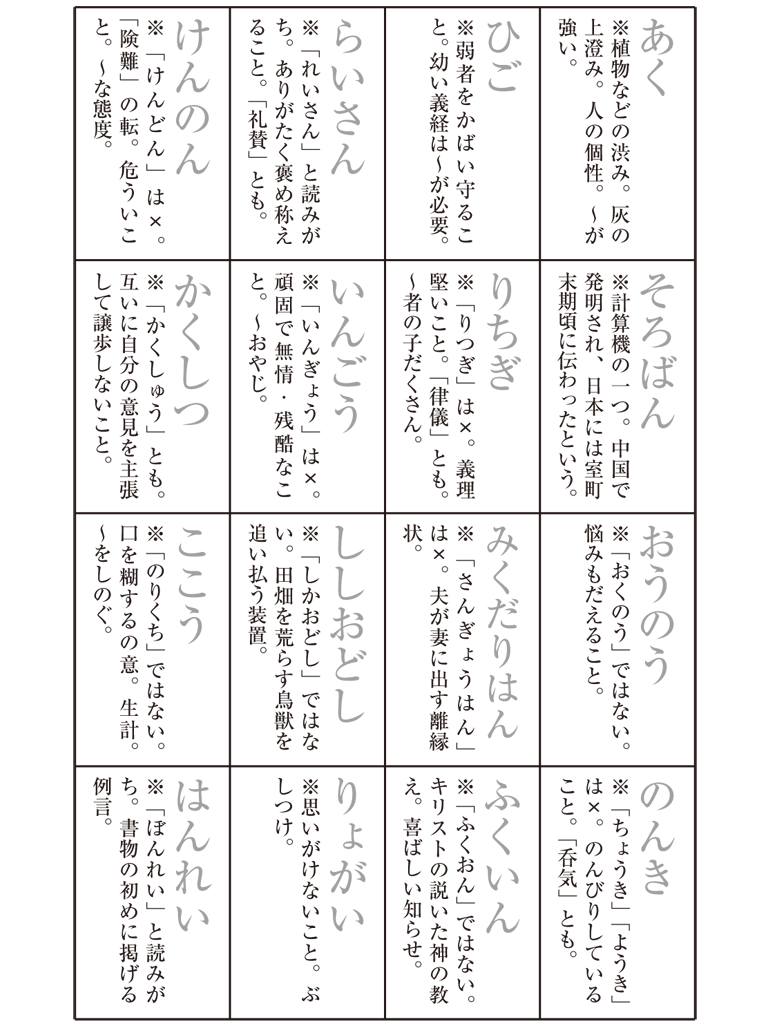 あく
※植物などの渋み。灰の
上澄み。人の個性。～が
強い。
ひご
※弱者をかばい守るこ
と。幼い義経は～が必要。
らいさん
※「れいさん」と読みが
ち。ありがたく褒め称え
ること。「礼賛」とも。
けんのん
※「けんどん」は×。
「険難」の転。危ういこ
と。～な態度。
そろばん
※計算機の一つ。中国で
発明され、日本には室町
末期頃に伝わったという。
りちぎ
※「りつぎ」は×。義理
堅いこと。「律儀」とも。
～者の子だくさん。
いんごう
※「いんぎょう」は×。
頑固で無情・残酷なこ
と。～おやじ。
かくしつ
※「かくしゅう」とも。
互いに自分の意見を主張
して譲歩しないこと。
おうのう
※「おくのう」ではない。
悩みもだえること。
みくだりはん
※「さんぎょうはん」
は×。夫が妻に出す離縁
状。
ししおどし
※「しかおどし」ではな
い。田畑を荒らす鳥獣を
追い払う装置。
ここう
※「のりくち」ではない。
口を糊するの意。生計。
～をしのぐ。
のんき
※「ちょうき」「ようき」
は×。のんびりしている
こと。「呑気」とも。
ふくいん
※「ふくおん」ではない。
キリストの説いた神の教
え。喜ばしい知らせ。
りょがい
※思いがけないこと。ぶ
しつけ。
はんれい
※「ぼんれい」と読みが
ち。書物の初めに掲げる
例言。